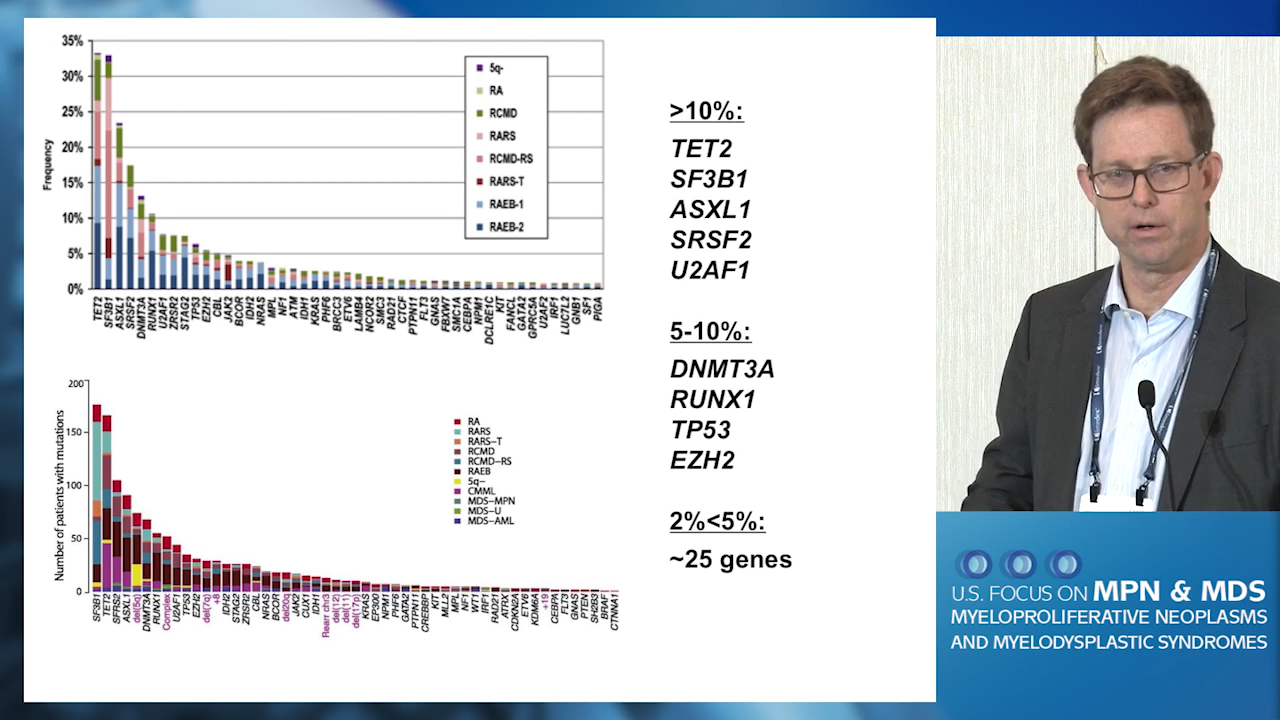 35%
30%
25%
20%
15%
10%
5%
0%
Frequency
5q-
RA
RCMD
RARS
RCMD-RS
RARS-T
RAEB-1
RAEB-2
TET2
SF3B1
ASXL1
SRSF2
DNMT3A
RUNX1
U2AF1
ZRSR2
STAG2
TP53
EZH2
CBL
JAK2
BCOR
IDH2
NRAS
MPL
NF1
ATM
IDH1
KRAS
PHF6
BRCC3
ETV6
LAMB4
NCOR2
SMC3
RAD21
CTCF
PTPN11
FLT3
GNAS
FBXW7
SMC1A
CEBPA
NPM1
DCLRE1C
KIT
FANCL
GATA2
GPRC5A
U2AF2
IRF1
LUC7L2
GNB1
SF1
PIGA
200
150
100
50
0
Number of patients with mutations
RA
RARS
RARS–T
RCMD
RCMD–RS
RAEB
5q–
CMML
MDS–MPN
MDS–U
MDS–AML
SF3B1
TET2
SRFS2
ASXL1
del(5q)
DNMT3A
RUNX1
Complex
U2AF1
TP53
EZH2
del(7q)
+8
IDH2
STAG2
ZRSR2
CBL
NRAS
BCOR
del20q
JAK2
CUX1
IDH1
Rearr chr3
del(12)
del(11)
del(17p)
KRAS
EP300
NPM1
PHF6
GATA2
PTPN11
CREBBP
KIT
MLL2
MPL
NF1
WT1
IRF1
RAD21
ATRX
CDKN2A
ETV6
KDM6A
+19
CEBPA
FLT3
GNAS
PTEN
SH2B3
BRAF
CTNNA1
>10%:
TET2
SF3B1
ASXL1
SRSF2
U2AF1
5-10%:
DNMT3A
RUNX1
TP53
EZH2
2%<5%:
~25 genes
U.S. FOCUS ON MPN & MDS
MYELOPROLIFERATIVE NEOPLASMS
AND MYELODYSPLASTIC SYNDROMES